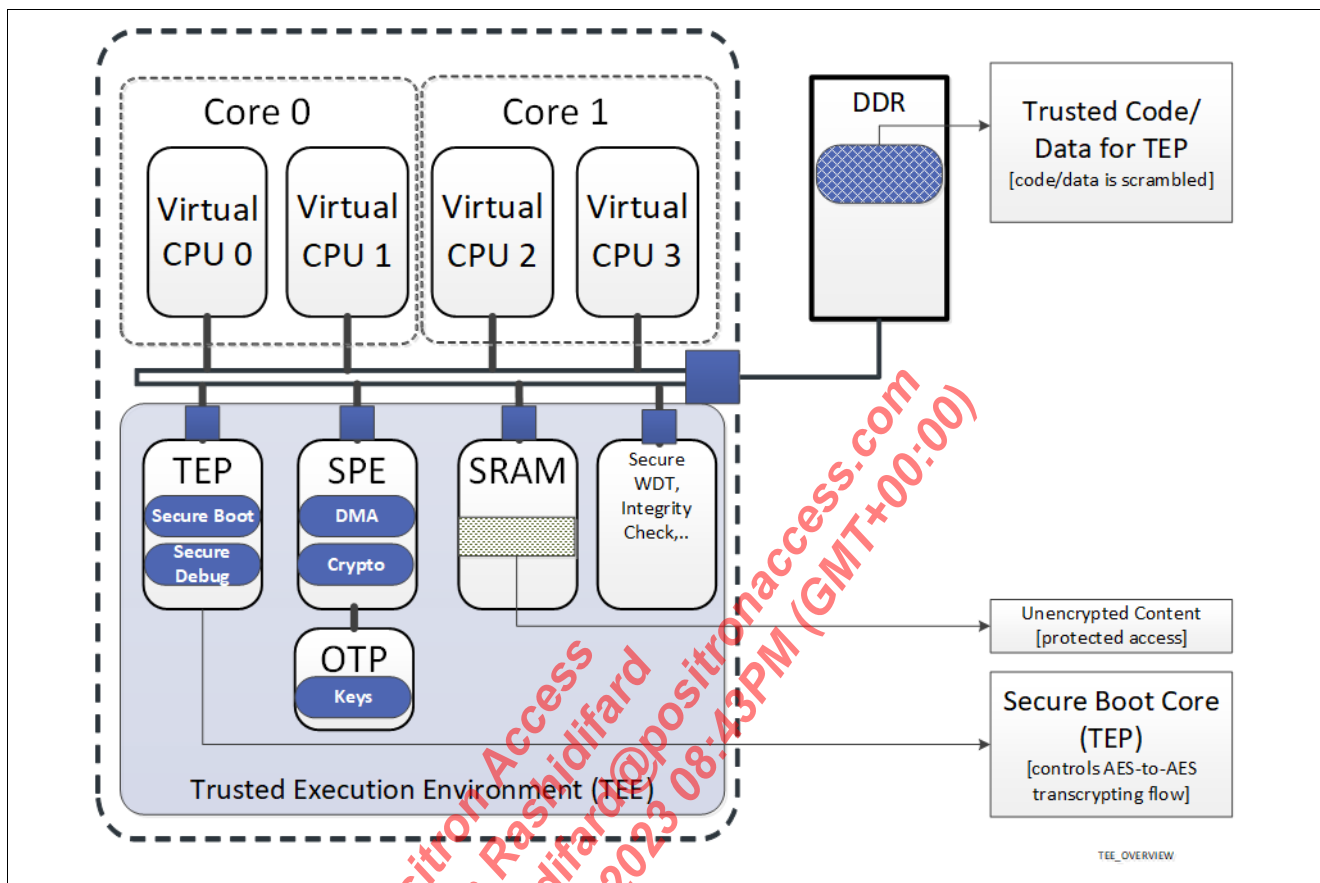 Core 0
Core 1
Virtual
CPU 0
Virtual
CPU 1
Virtual
CPU 2
Virtual
CPU 3
DDR
Trusted Code/
Data for TEP
[code/data is scrambled]
TEP
Secure Boot
Secure
Debug
SPE
DMA
Crypto
SRAM
Secure
WDT,
Integrity
Check,..
OTP
Keys
Trusted Execution Environment (TEE)
Unencrypted Content
[protected access]
Secure Boot Core
(TEP)
[controls AES-to-AES
transcrypting flow]
TEE_OVERVIEW
Access
Rashidifard
@positronaccess.com
2023 08:43PM (GMT+00:00)